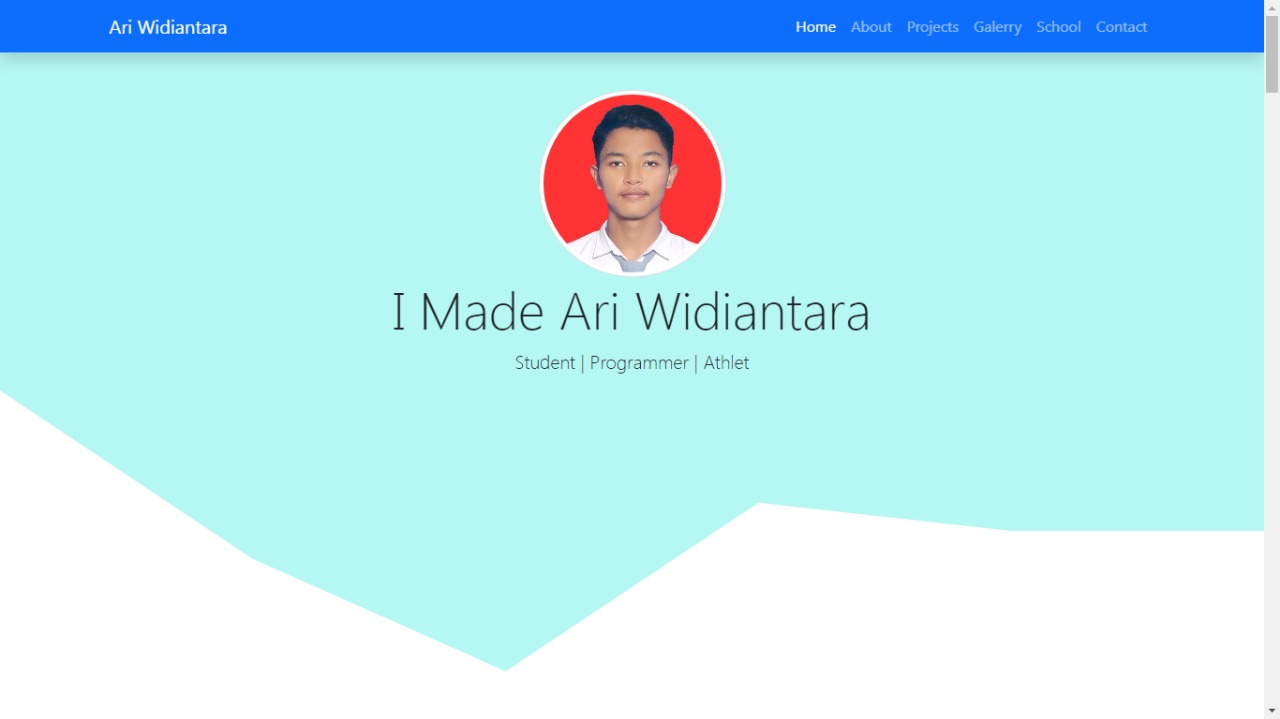 Ari Widiantara
Home About Projects Galerry School Contact
I Made Ari Widiantara
Student | Programmer | Athlet